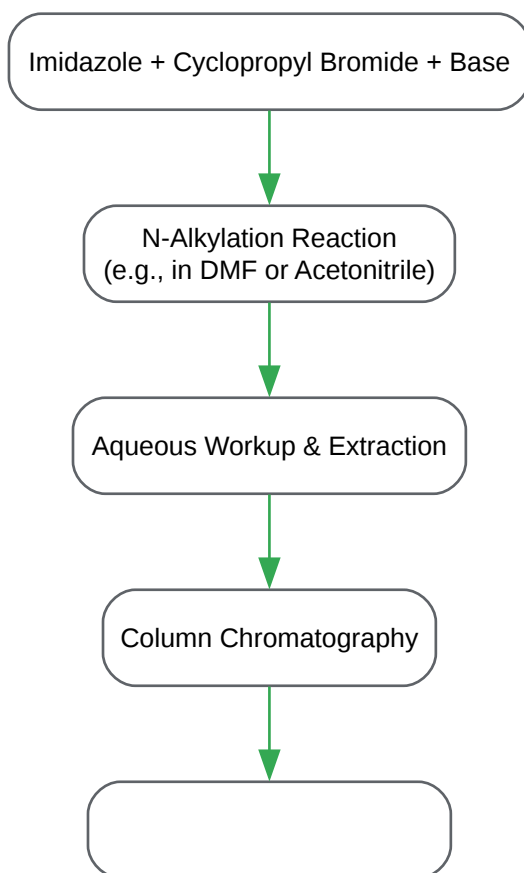 Imidazole + Cyclopropyl Bromide + Base
N-Alkylation Reaction
(e.g., in DMF or Acetonitrile)
Aqueous Workup & Extraction
Column Chromatography